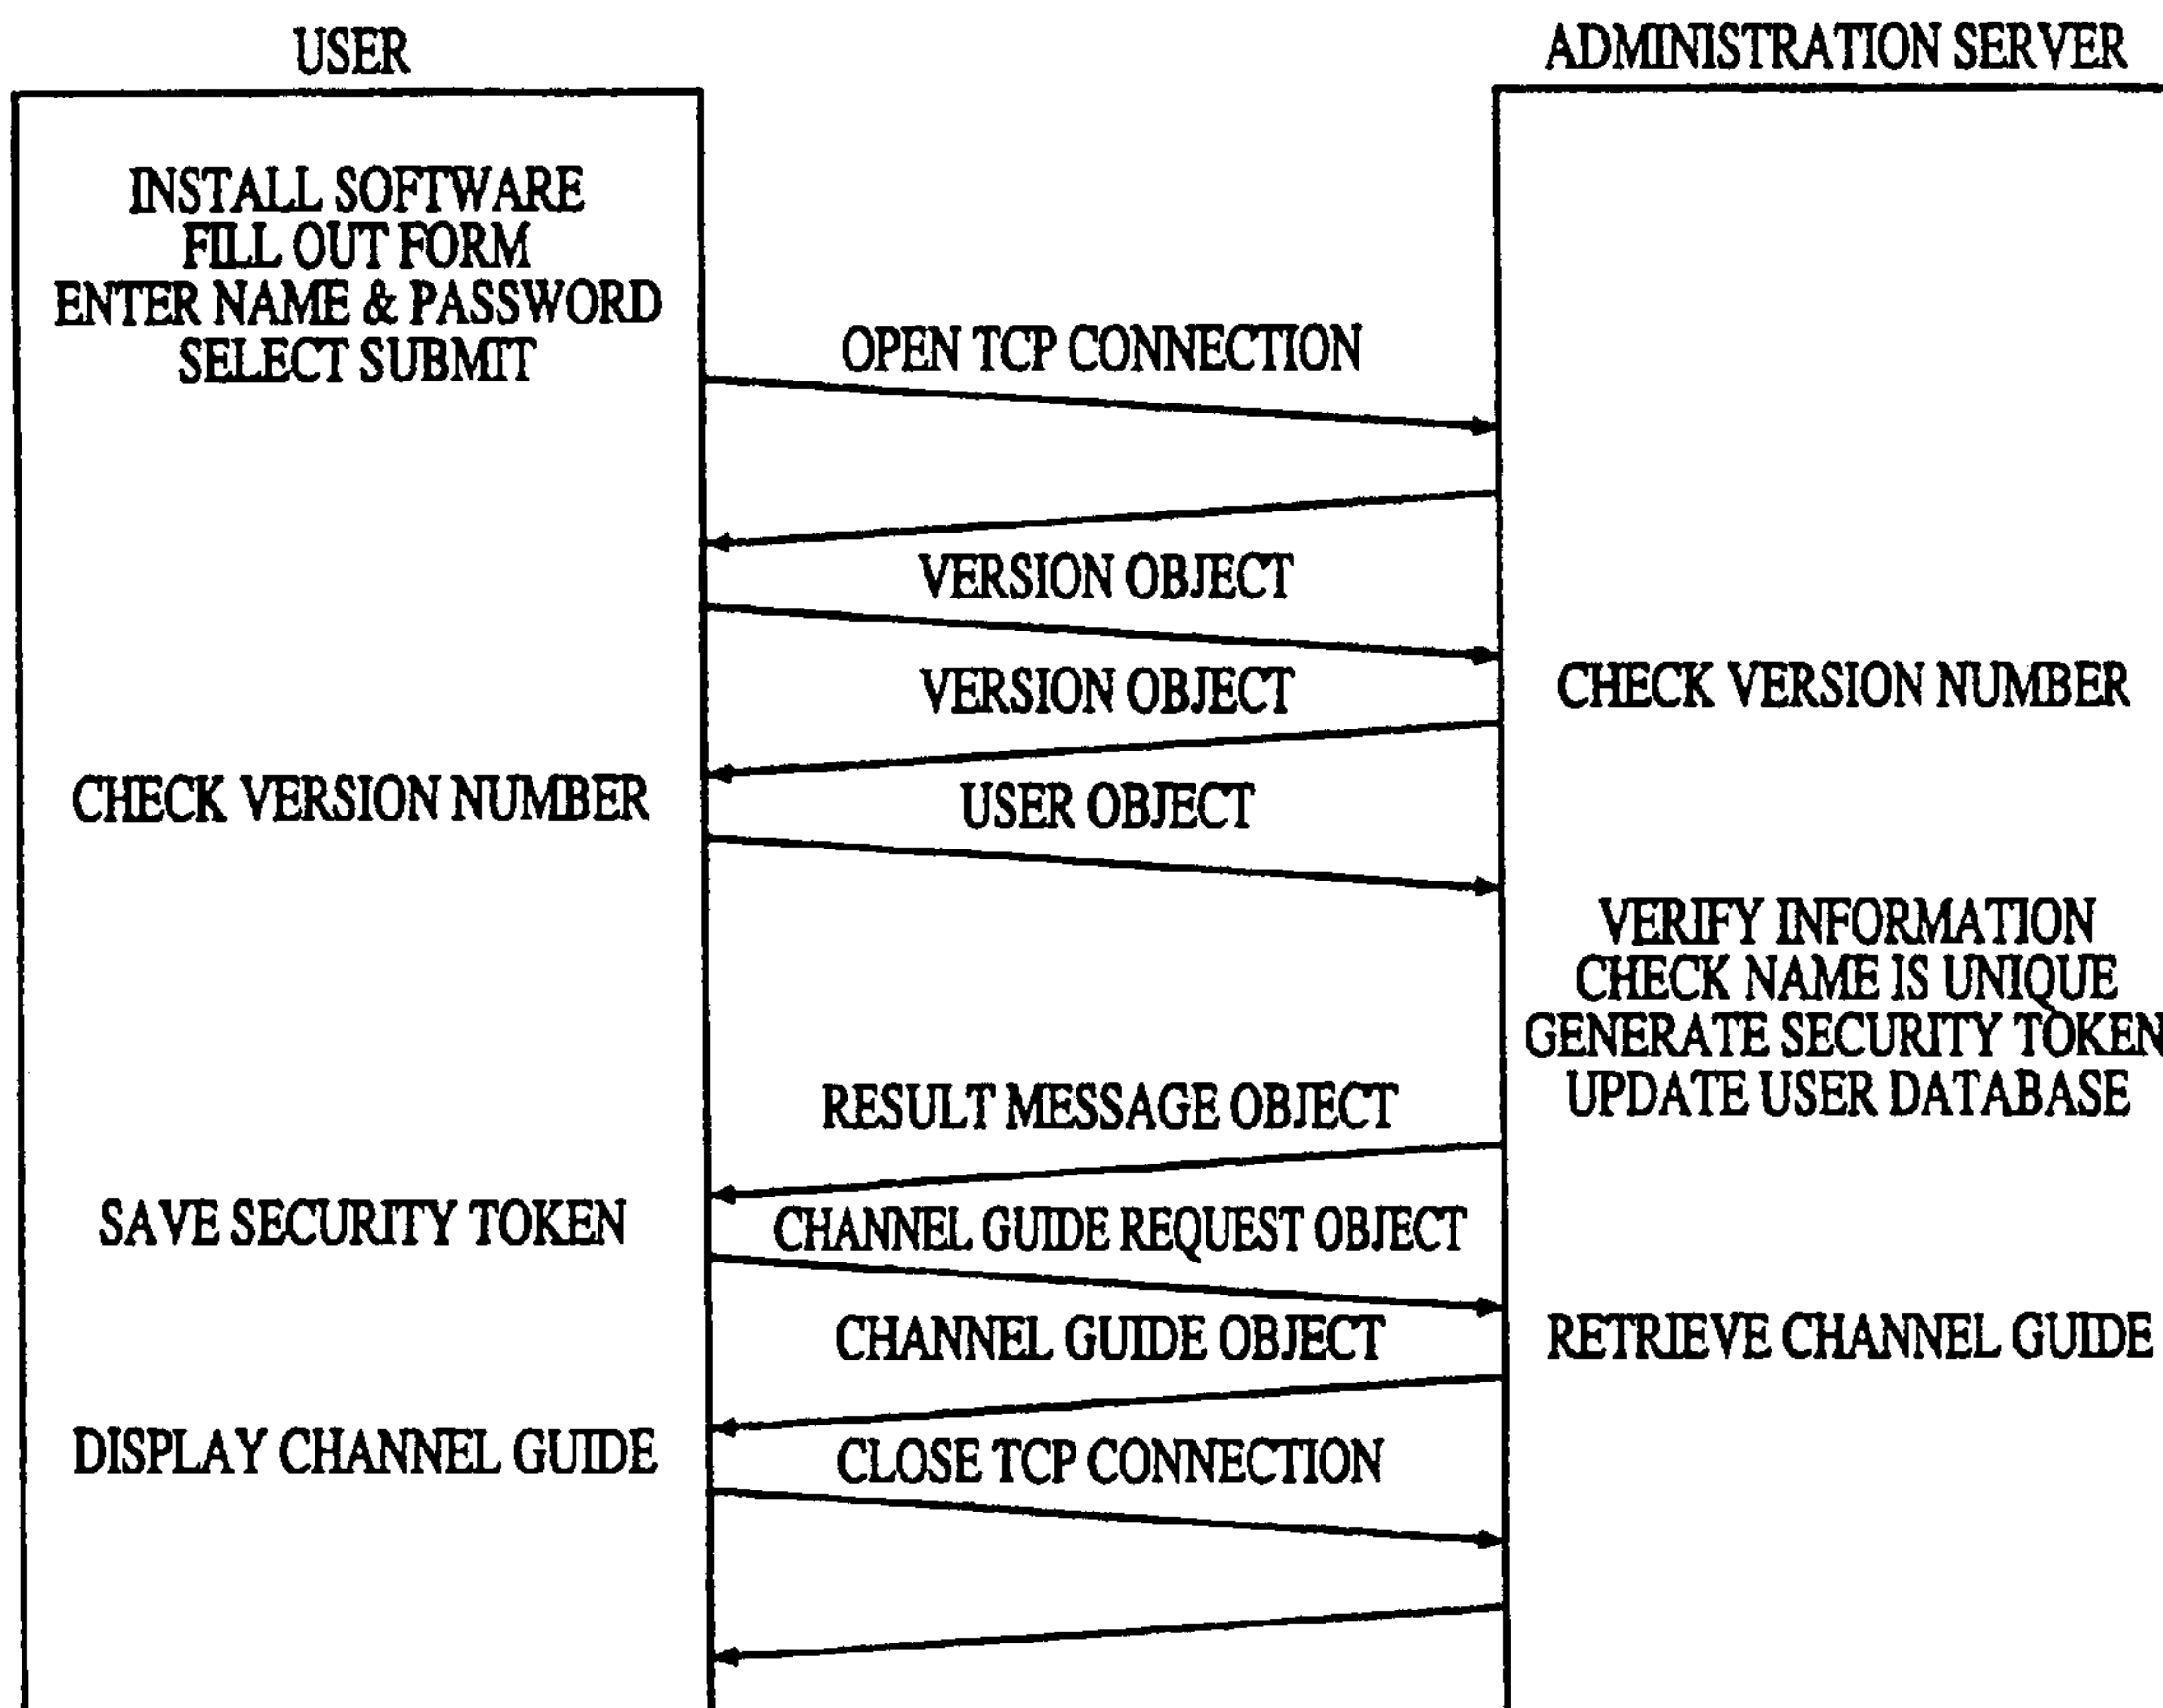 USER
ADMINISTRATION SERVER
INSTALL SOFTWARE
FILL OUT FORM
ENTER NAME & PASSWORD
SELECT SUBMIT
OPEN TCP CONNECTION
VERSION OBJECT
VERSION OBJECT
CHECK VERSION NUMBER
CHECK VERSION NUMBER
USER OBJECT
VERIFY INFORMATION
CHECK NAME IS UNIQUE
GENERATE SECURITY TOKEN
UPDATE USER DATABASE
RESULT MESSAGE OBJECT
SAVE SECURITY TOKEN
CHANNEL GUIDE REQUEST OBJECT
CHANNEL GUIDE OBJECT
RETRIEVE CHANNEL GUIDE
DISPLAY CHANNEL GUIDE
CLOSE TCP CONNECTION